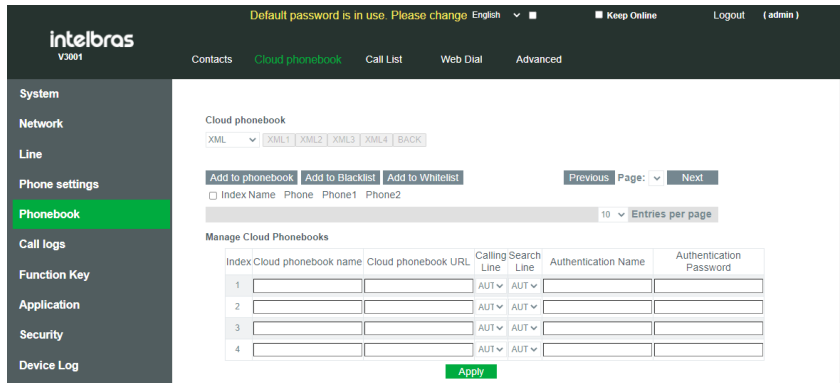 Default password is in use. Please change English Keep Online Logout ( admin )
intelbras
V3001
Contacts Cloud phonebook Call List Web Dial Advanced
System
Network
Line
Phone settings
Phonebook
Call logs
Function Key
Application
Security
Device Log
Cloud phonebook
XML XML1 XML2 XML3 XML4 BACK
Add to phonebook Add to Blacklist Add to Whitelist Previous Page: Next
Index Name Phone Phone1 Phone2
10 Entries per page
Manage Cloud Phonebooks
Index Cloud phonebook name Cloud phonebook URL Calling Line Search Line Authentication Name Authentication Password
1 AUT AUT
2 AUT AUT
3 AUT AUT
4 AUT AUT
Apply